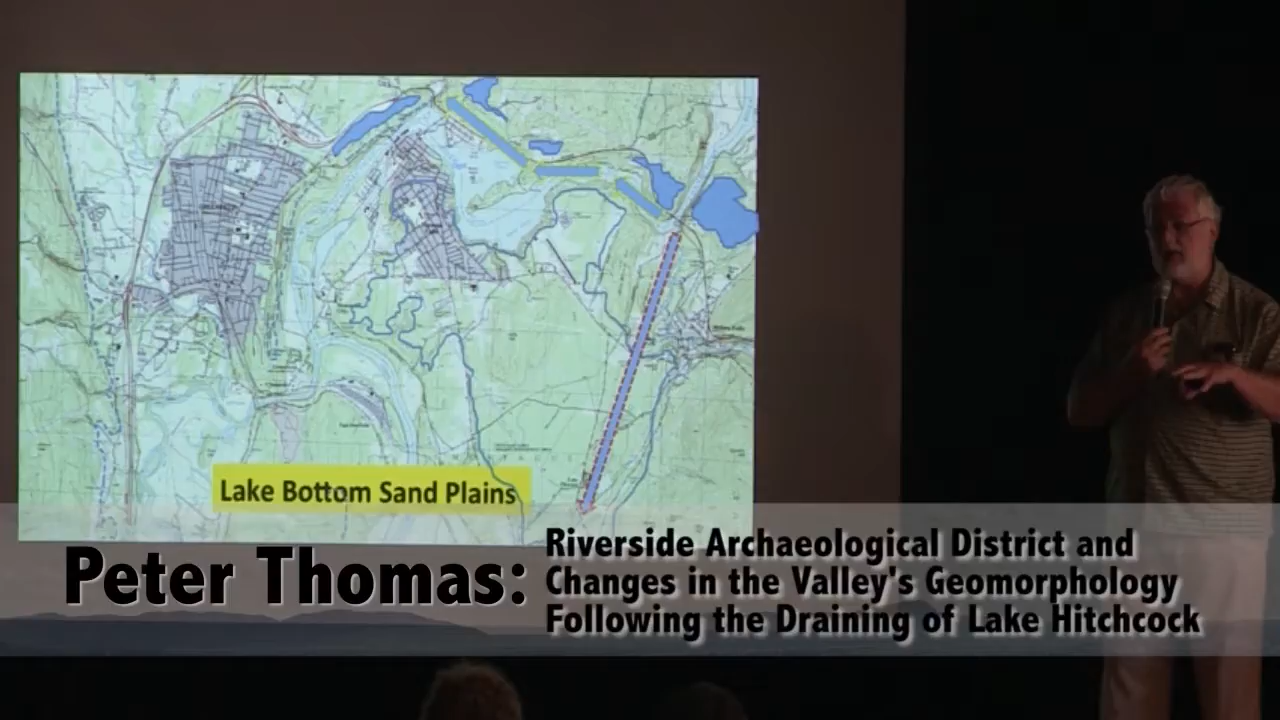 Lake Bottom Sand Plains
Peter Thomas:
Riverside Archaeological District and
Changes in the Valley's Geomorphology
Following the Draining of Lake Hitchcock